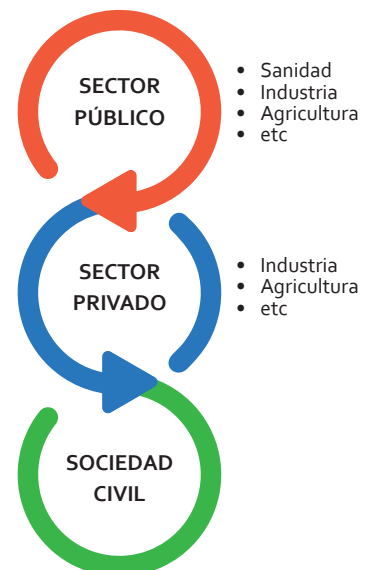 SECTOR
PÚBLICO
• Sanidad
• Industria
• Agricultura
• etc
SECTOR
PRIVADO
• Industria
• Agricultura
• etc
SOCIEDAD
CIVIL